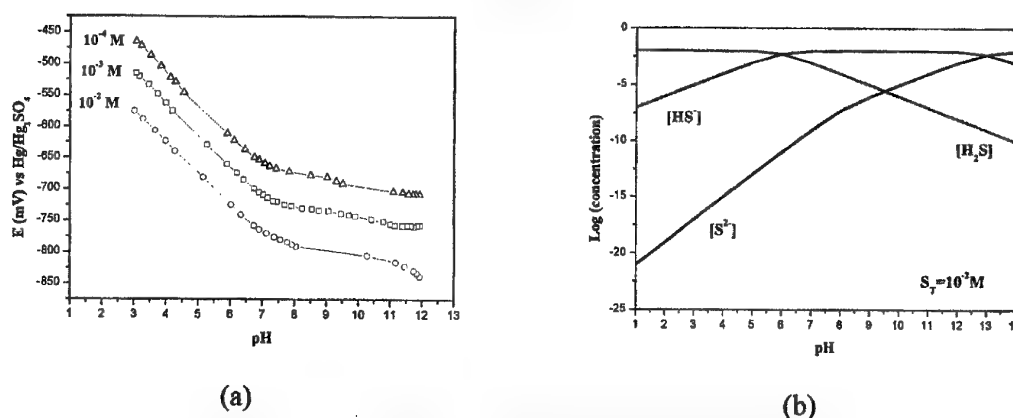 10⁻⁴ M
10⁻³ M
10⁻² M
E (mV) vs Hg/Hg₂SO₄
-425
-450
-500
-550
-600
-650
-700
-750
-800
-850
1 2 3 4 5 6 7 8 9 10 11 12 13
pH
(a)
Log (concentration)
0
-5
-10
-15
-20
-25
[HS⁻]
[H₂S]
[S²⁻]
S_T=10⁻²M
1 2 3 4 5 6 7 8 9 10 11 12 13 14
pH
(b)